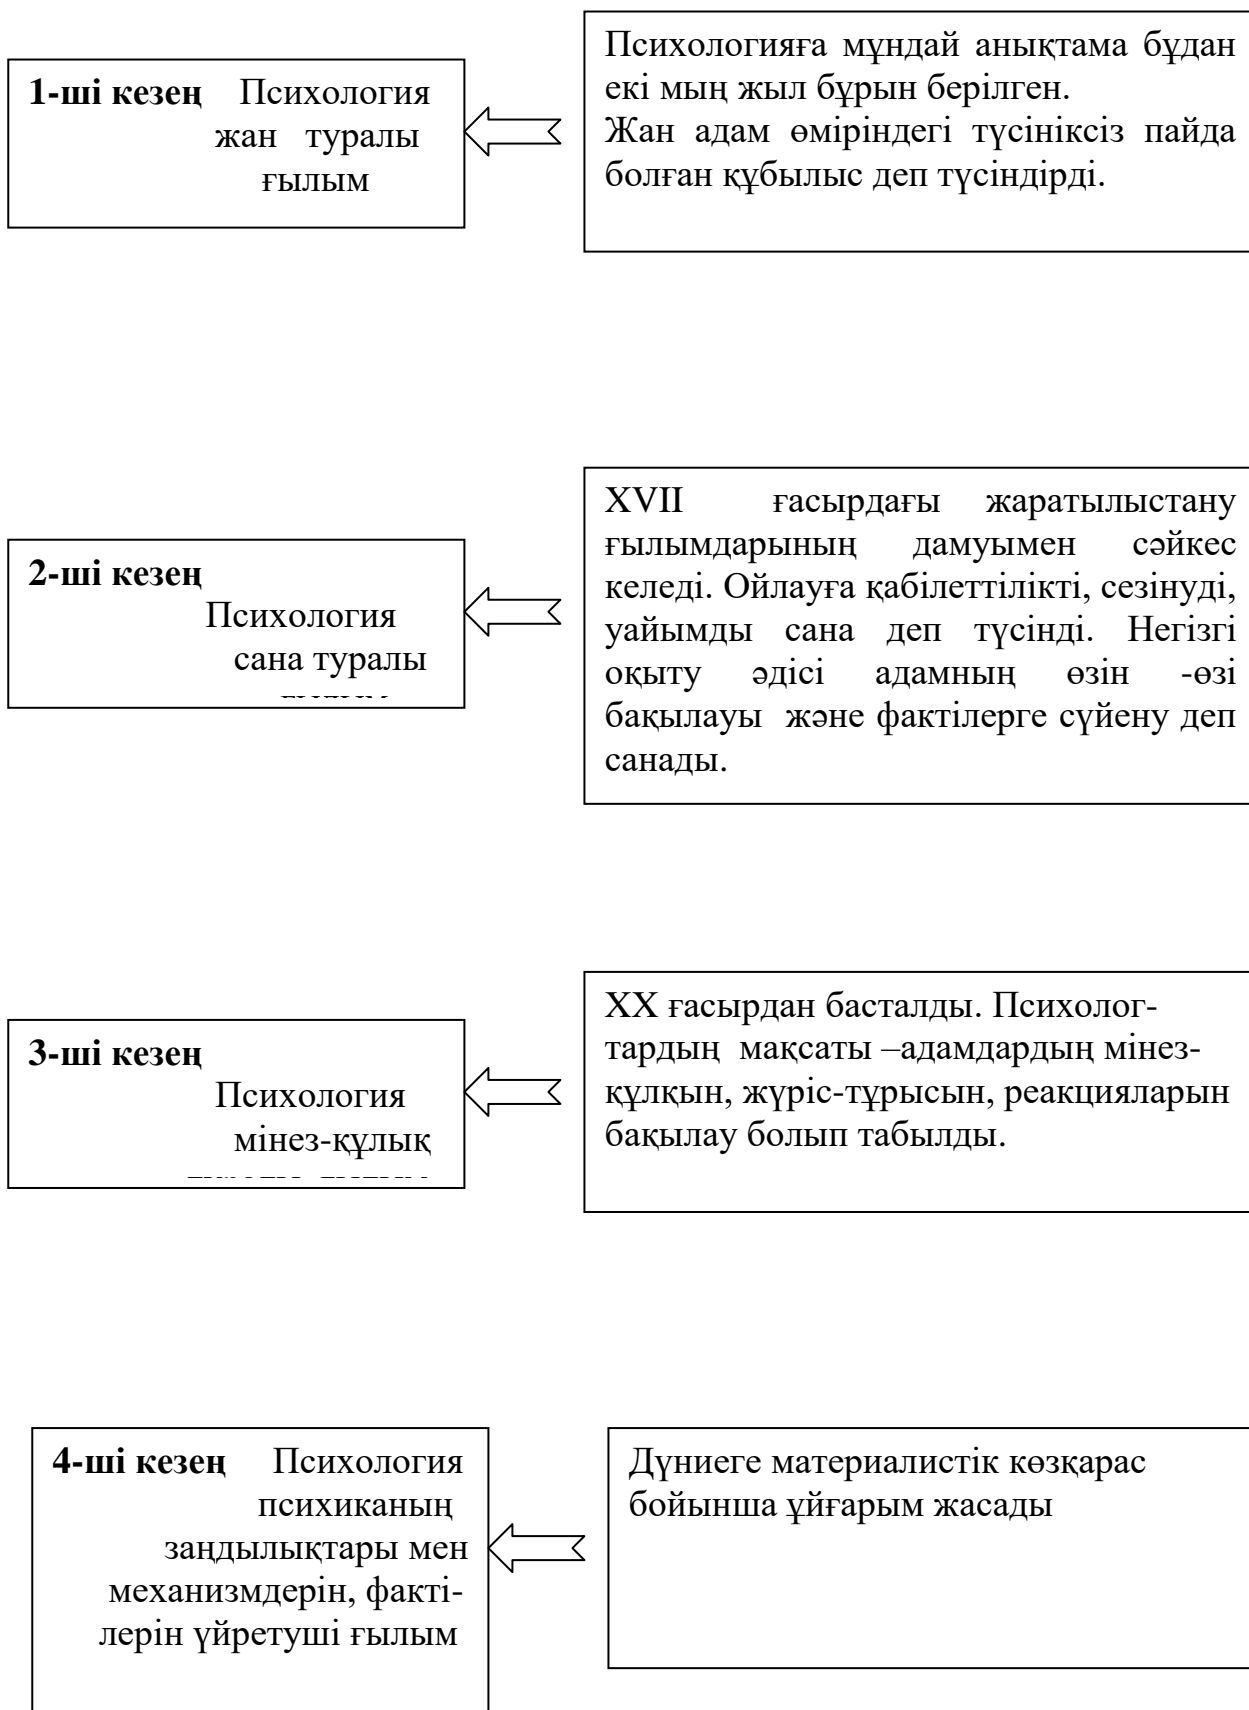 1-ші кезең Психология
жан туралы
ғылым
Психологияға мұндай анықтама бұдан
екі мың жыл бұрын берілген.
Жан адам өміріндегі түсініксіз пайда
болған құбылыс деп түсіндірді.
2-ші кезең
Психология
сана туралы
XVII ғасырдағы жаратылыстану
ғылымдарының дамуымен сәйкес
келеді. Ойлауға қабілеттілікті, сезінуді,
уайымды сана деп түсінді. Негізгі
оқыту әдісі адамның өзін -өзі
бақылауы және фактілерге сүйену деп
санады.
3-ші кезең
Психология
мінез-құлық
XX ғасырдан басталды. Психолог-
тардың мақсаты –адамдардың мінез-
құлқын, жүріс-тұрысын, реакцияларын
бақылау болып табылды.
4-ші кезең Психология
психиканың
заңдылықтары мен
механизмдерін, факті-
лерін үйретуші ғылым
Дүниеге материалистік көзқарас
бойынша ұйғарым жасады